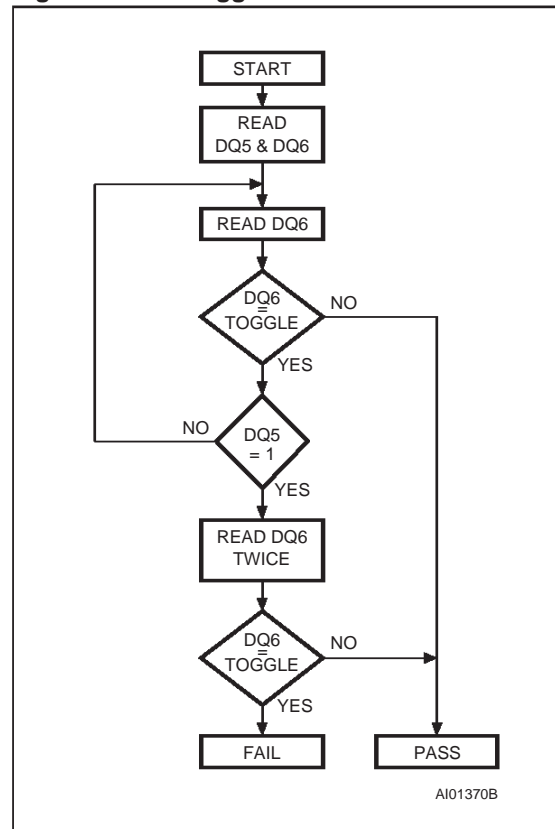 START
READ
DQ5 & DQ6
READ DQ6
DQ6
=
TOGGLE
NO
YES
NO
DQ5
= 1
YES
READ DQ6
TWICE
DQ6
=
TOGGLE
NO
YES
FAIL
PASS
AI01370B